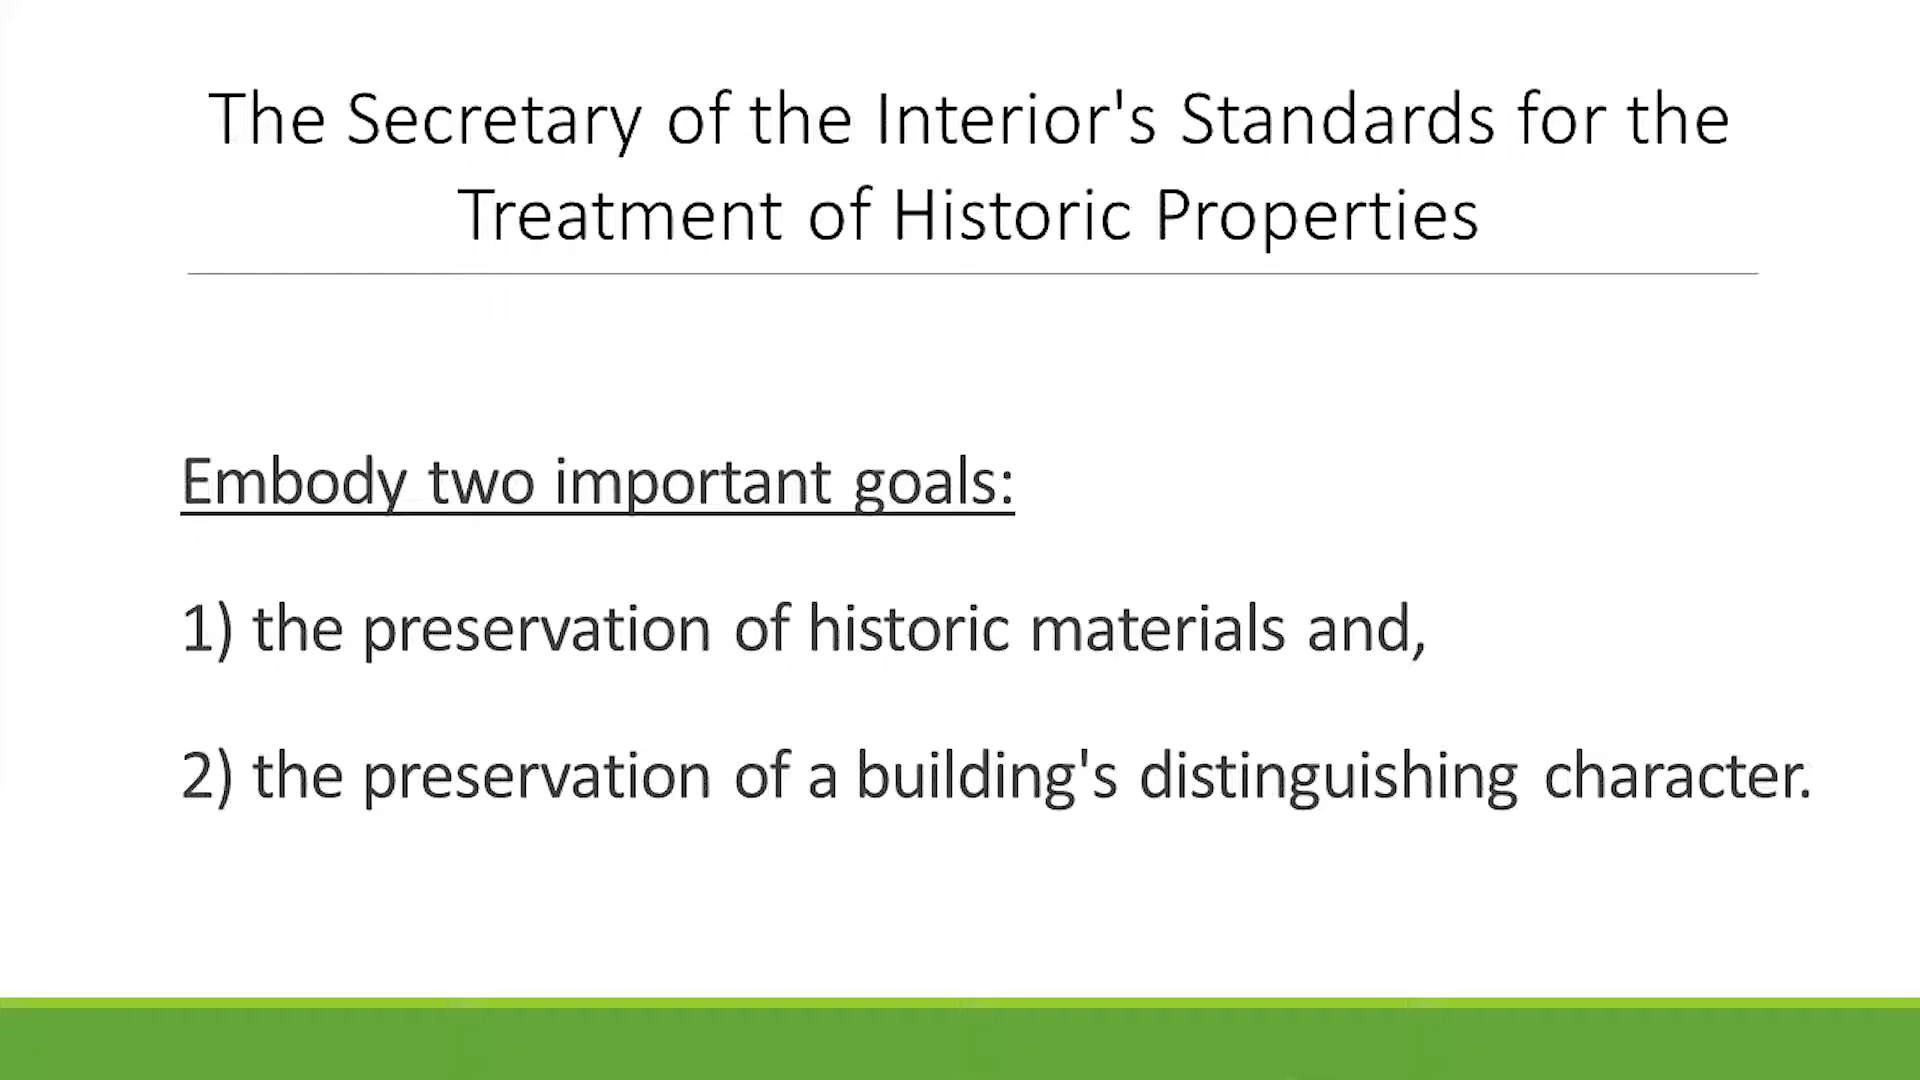 The Secretary of the Interior's Standards for the
Treatment of Historic Properties
Embody two important goals:
1) the preservation of historic materials and,
2) the preservation of a building's distinguishing character.